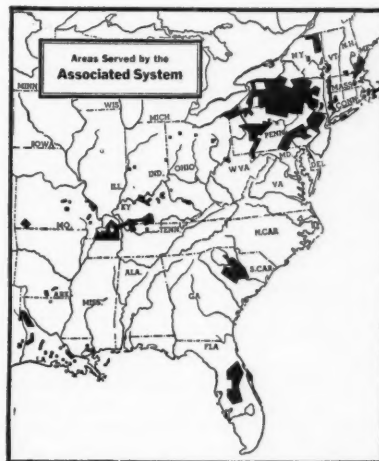 Areas Served by the
Associated System
N.Y.
VT.
N.H.
MASS
CONN
MINN
WIS
MICH
IOWA
PENN
MD.
DEL
ILL
IND.
OHIO
W.VA
VA
MO.
KY
TENN
N.CAR
S.CAR
ARK
MISS
ALA.
GA
LA
FLA